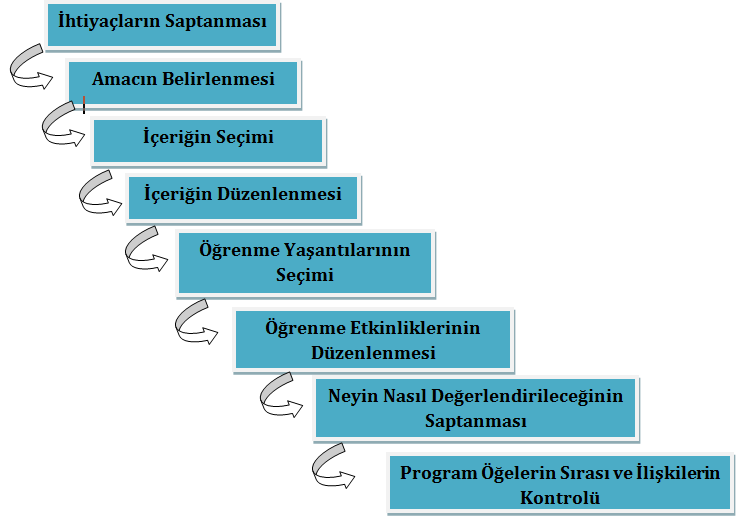 İhtiyaçların Saptanması
Amacın Belirlenmesi
İçeriğin Seçimi
İçeriğin Düzenlenmesi
Öğrenme Yaşantılarının
Seçimi
Öğrenme Etkinliklerinin
Düzenlenmesi
Neyin Nasıl Değerlendirileceğinin
Saptanması
Program Öğelerin Sırası ve İlişkilerin
Kontrolü